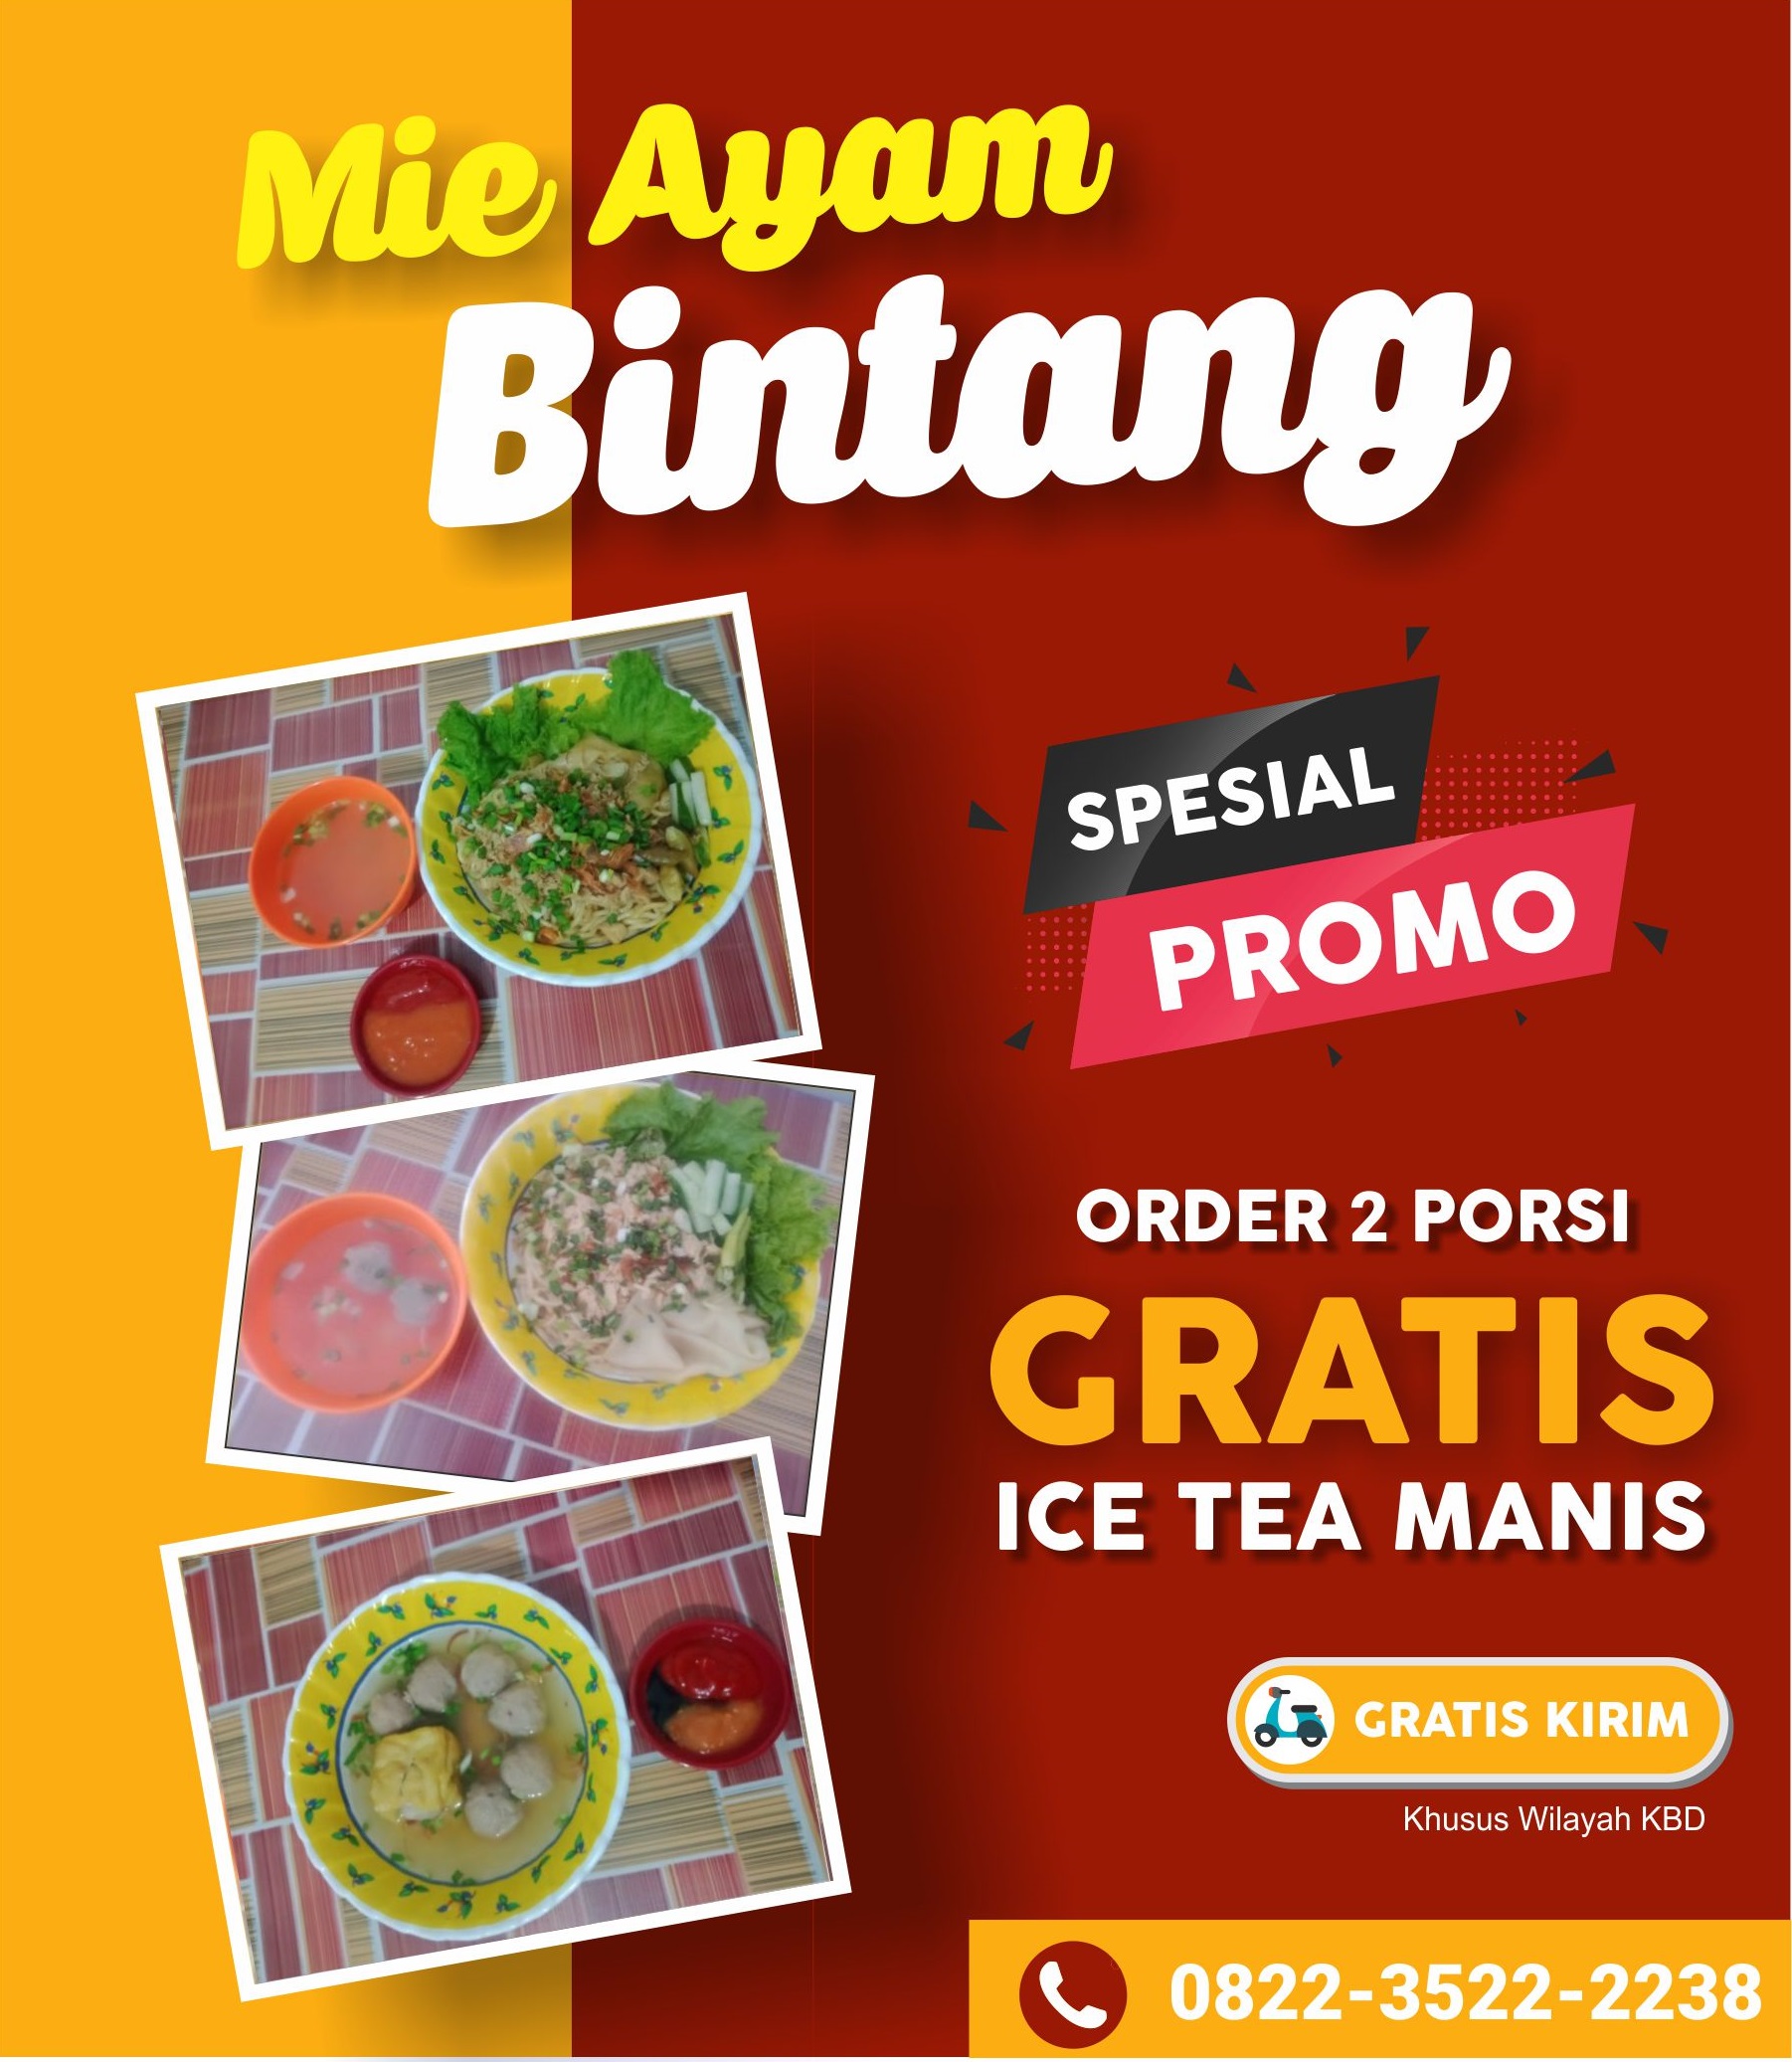 Mie Ayam
Bintang
SPESIAL
PROMO
ORDER 2 PORSI
GRATIS
ICE TEA MANIS
GRATIS KIRIM
Khusus Wilayah KBD
0822-3522-2238